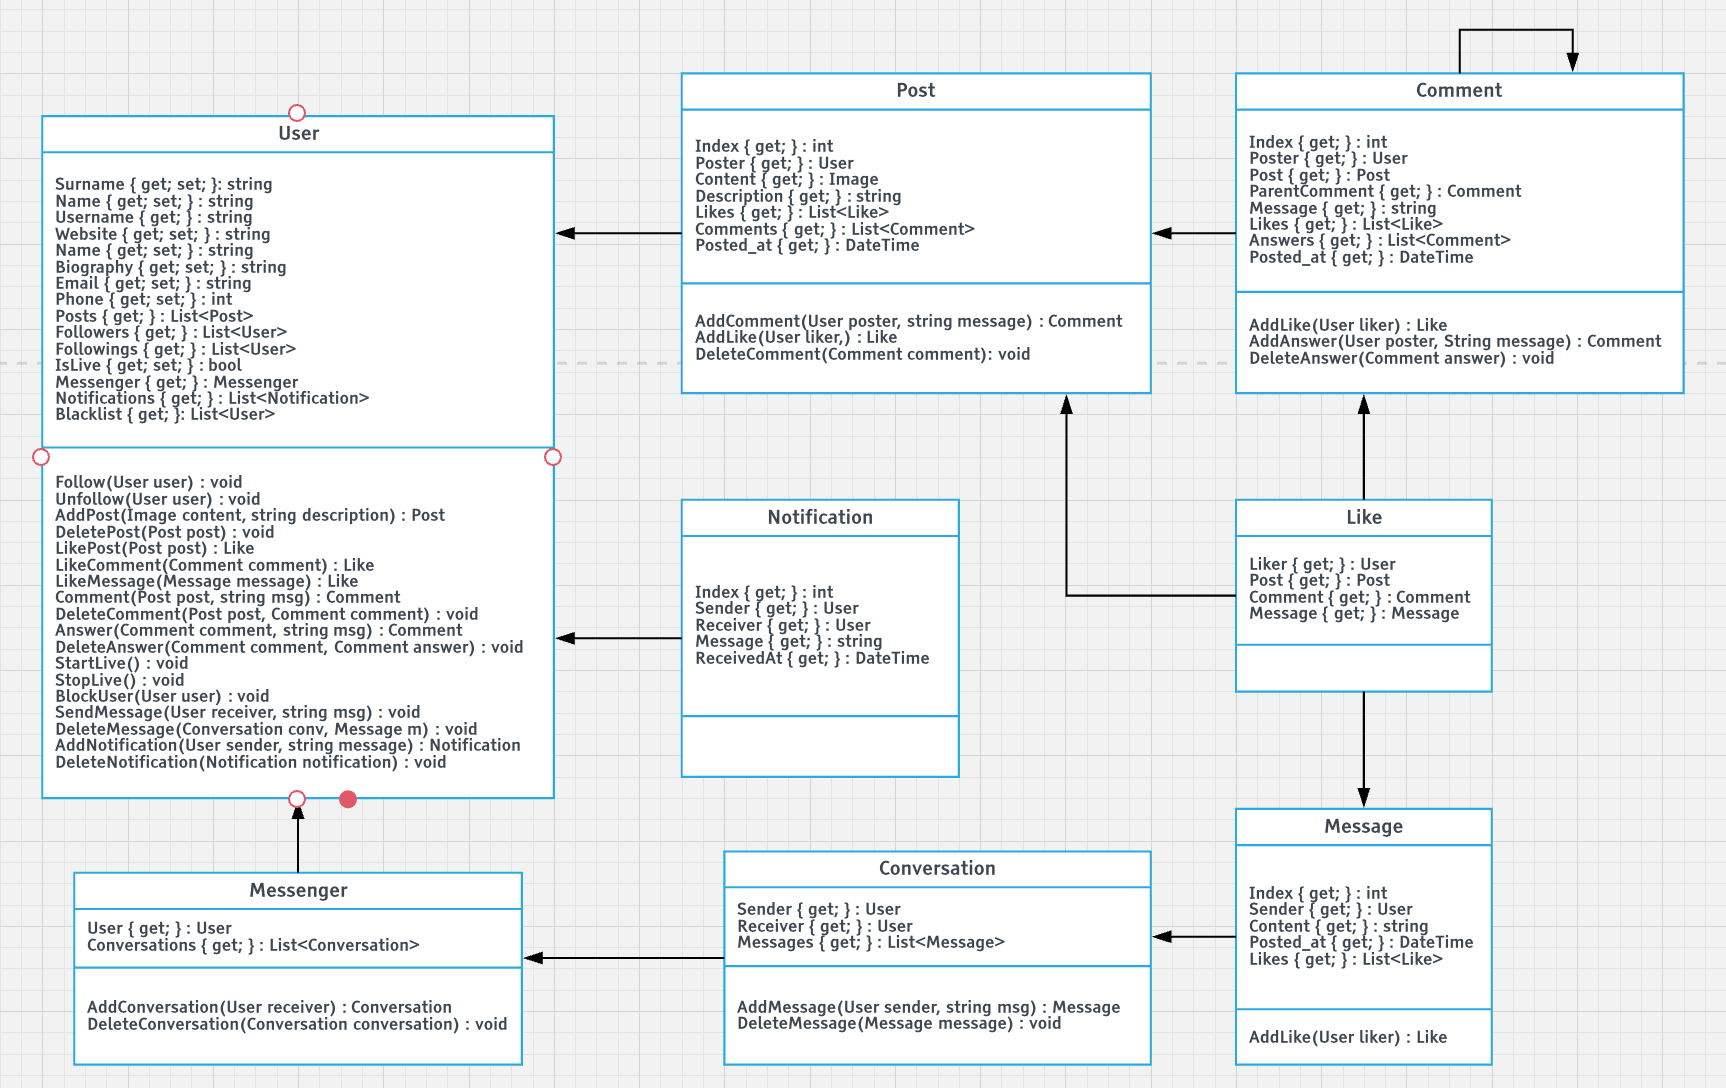 User
Surname { get; set; }: string
Name { get; set; } : string
Username { get; } : string
Website { get; set; } : string
Name { get; set; } : string
Biography { get; set; } : string
Email { get; set; } : string
Phone { get; set; } : int
Posts { get; } : List<Post>
Followers { get; } : List<User>
Followings { get; } : List<User>
IsLive { get; set; } : bool
Messenger { get; } : Messenger
Notifications { get; } : List<Notification>
Blacklist { get; }: List<User>
Follow(User user) : void
Unfollow(User user) : void
AddPost(Image content, string description) : Post
DeletePost(Post post) : void
LikePost(Post post) : Like
LikeComment(Comment comment) : Like
LikeMessage(Message message) : Like
Comment(Post post, string msg) : Comment
DeleteComment(Post post, Comment comment) : void
Answer(Comment comment, string msg) : Comment
DeleteAnswer(Comment comment, Comment answer) : void
StartLive() : void
StopLive() : void
BlockUser(User user) : void
SendMessage(User receiver, string msg) : void
DeleteMessage(Conversation conv, Message m) : void
AddNotification(User sender, string message) : Notification
DeleteNotification(Notification notification) : void
Post
Index { get; } : int
Poster { get; } : User
Content { get; } : Image
Description { get; } : string
Likes { get; } : List<Like>
Comments { get; } : List<Comment>
Posted_at { get; } : DateTime
AddComment(User poster, string message) : Comment
AddLike(User liker,) : Like
DeleteComment(Comment comment): void
Comment
Index { get; } : int
Poster { get; } : User
Post { get; } : Post
ParentComment { get; } : Comment
Message { get; } : string
Likes { get; } : List<Like>
Answers { get; } : List<Comment>
Posted_at { get; } : DateTime
AddLike(User liker) : Like
AddAnswer(User poster, String message) : Comment
DeleteAnswer(Comment answer) : void
Notification
Index { get; } : int
Sender { get; } : User
Receiver { get; } : User
Message { get; } : string
ReceivedAt { get; } : DateTime
Like
Liker { get; } : User
Post { get; } : Post
Comment { get; } : Comment
Message { get; } : Message
Messenger
User { get; } : User
Conversations { get; } : List<Conversation>
AddConversation(User receiver) : Conversation
DeleteConversation(Conversation conversation) : void
Conversation
Sender { get; } : User
Receiver { get; } : User
Messages { get; } : List<Message>
AddMessage(User sender, string msg) : Message
DeleteMessage(Message message) : void
Message
Index { get; } : int
Sender { get; } : User
Content { get; } : string
Posted_at { get; } : DateTime
Likes { get; } : List<Like>
AddLike(User liker) : Like